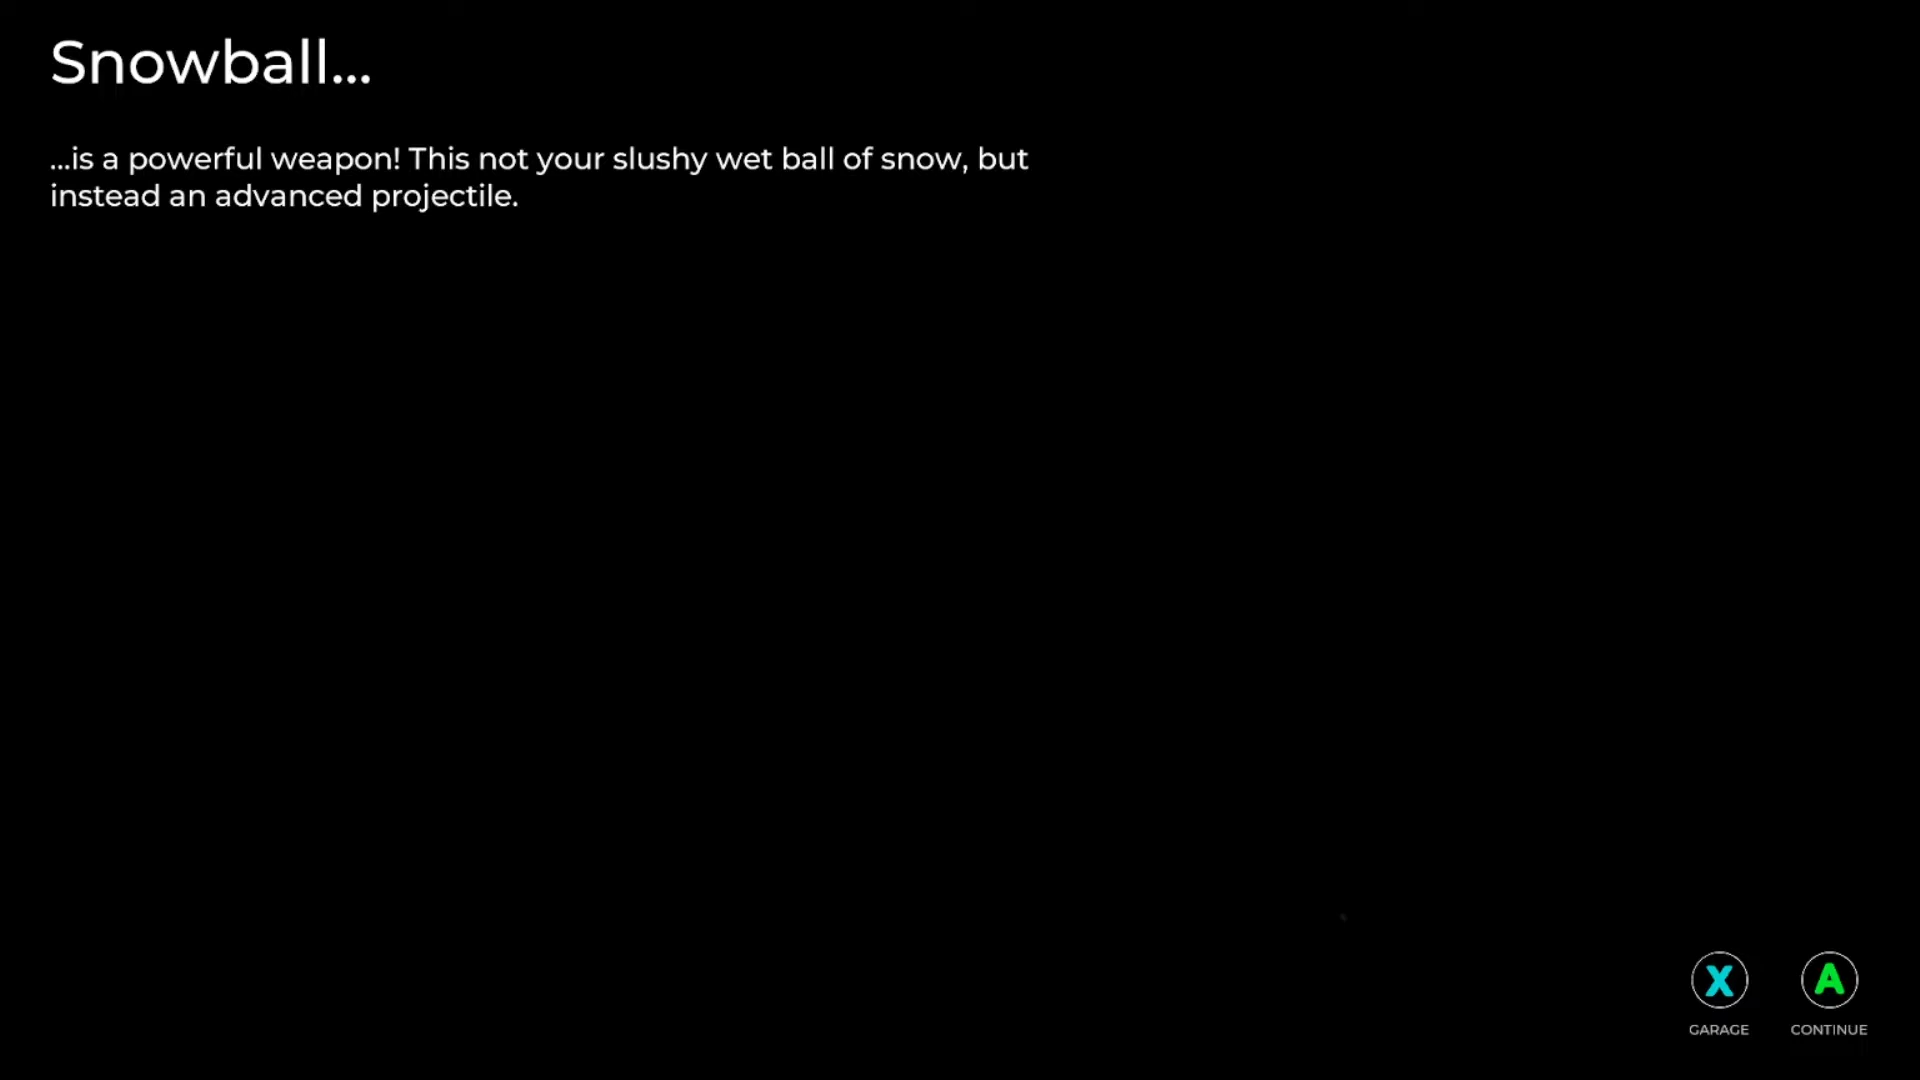 Snowball...
...is a powerful weapon! This not your slushy wet ball of snow, but
instead an advanced projectile.
X A
GARAGE CONTINUE